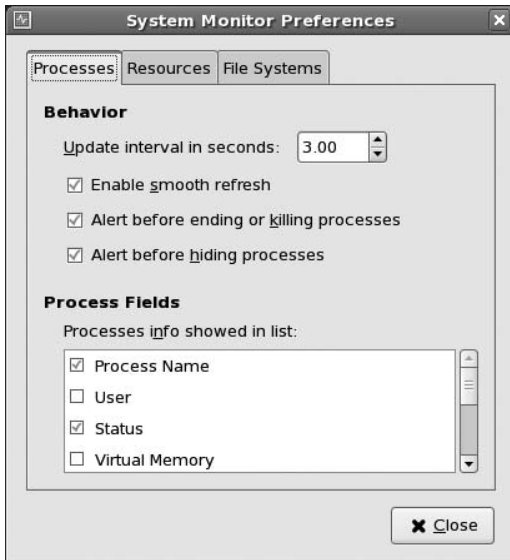 System Monitor Preferences
Processes Resources File Systems
Behavior
Update interval in seconds: 3.00
Enable smooth refresh
Alert before ending or killing processes
Alert before hiding processes
Process Fields
Processes info showed in list:
Process Name
User
Status
Virtual Memory
Close